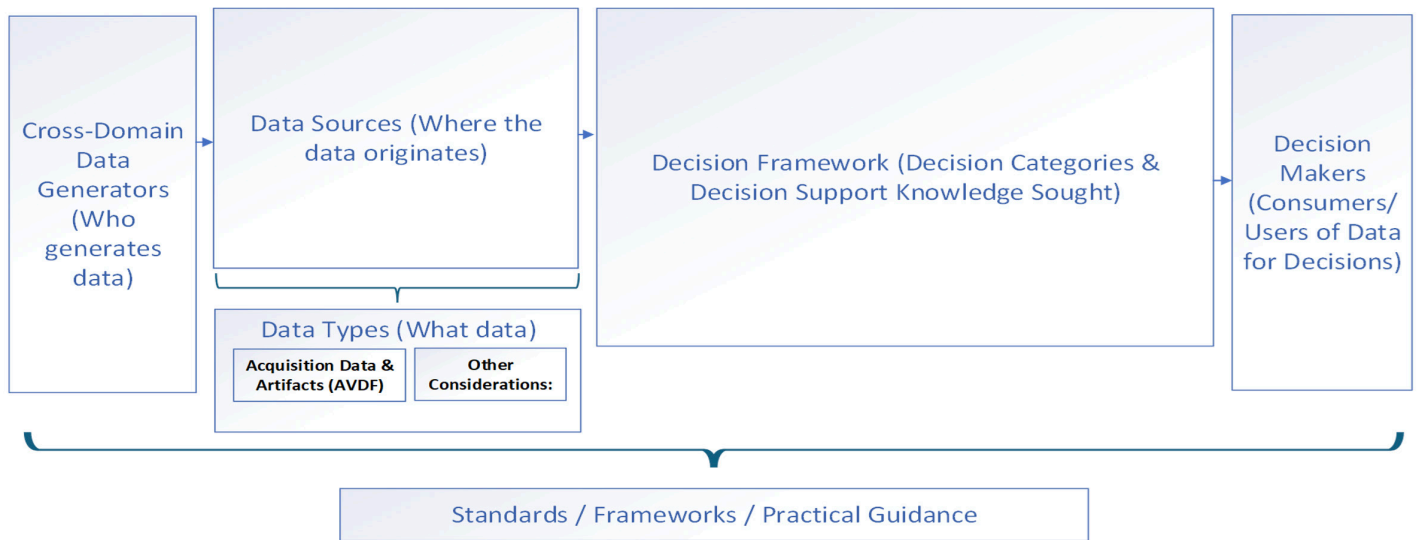 Cross-Domain
Data
Generators
(Who
generates
data)
Data Sources (Where the
data originates)
Data Types (What data)
Acquisition Data &
Artifacts (AVDF)
Other
Considerations:
Decision Framework (Decision Categories &
Decision Support Knowledge Sought)
Decision
Makers
(Consumers/
Users of Data
for Decisions)
Standards / Frameworks / Practical Guidance